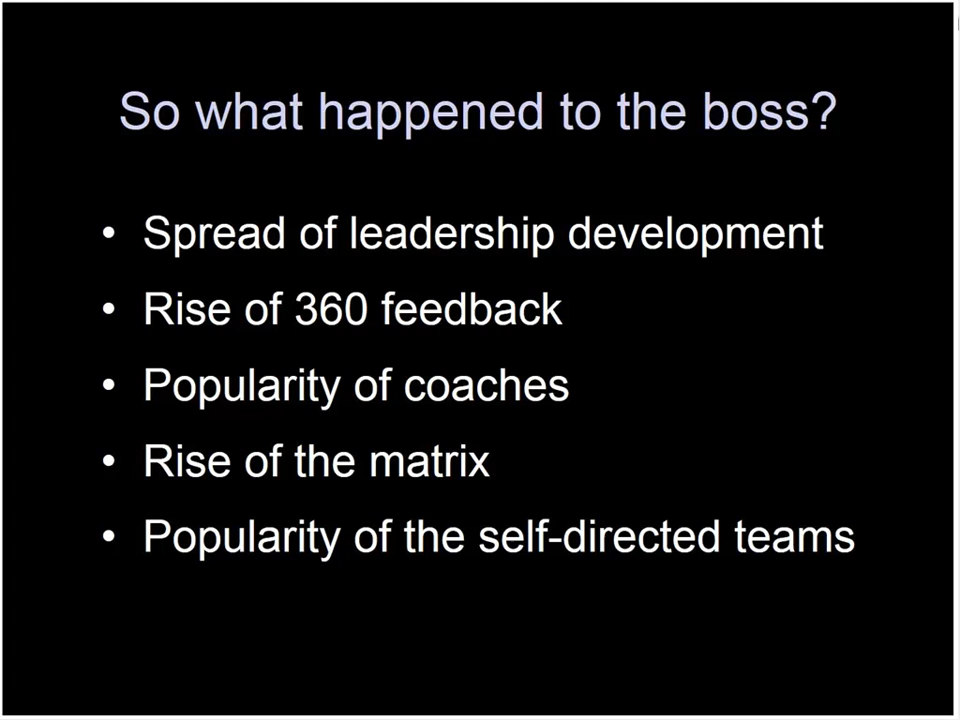 So what happened to the boss?
• Spread of leadership development
• Rise of 360 feedback
• Popularity of coaches
• Rise of the matrix
• Popularity of the self-directed teams